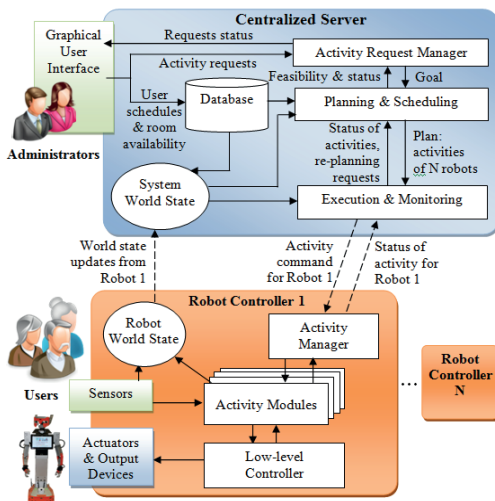 Centralized Server
Graphical
User
Interface
Administrators
Requests status
Activity requests
User
schedules
& room
availability
Database
Activity Request Manager
Feasibility & status
Goal
Planning & Scheduling
Status of
activities,
re-planning
requests
Plan:
activities
of N robots
System
World State
Execution & Monitoring
World state
updates from
Robot 1
Activity
command
for Robot 1
Status of
activity for
Robot 1
Robot Controller 1
Robot
World State
Activity
Manager
Users
Sensors
Activity Modules
Actuators
& Output
Devices
Low-level
Controller
...
Robot
Controller
N